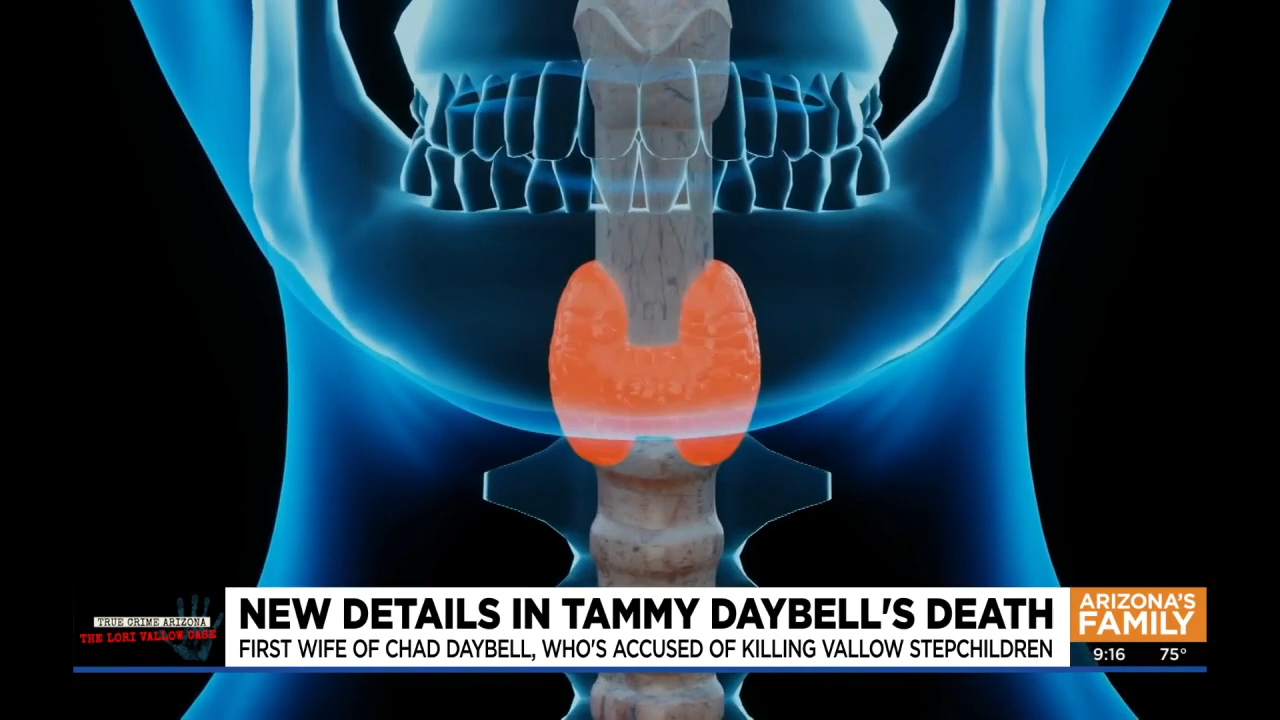 TRUE CRIME ARIZONA
THE LORI VALLOW CASE
NEW DETAILS IN TAMMY DAYBELL'S DEATH
FIRST WIFE OF CHAD DAYBELL, WHO'S ACCUSED OF KILLING VALLOW STEPCHILDREN
ARIZONA'S
FAMILY
9:16 75°